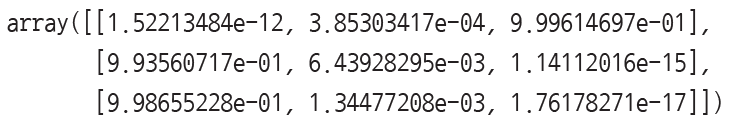 array([[1.52213484e-12, 3.85303417e-04, 9.99614697e-01],
[9.93560717e-01, 6.43928295e-03, 1.14112016e-15],
[9.98655228e-01, 1.34477208e-03, 1.76178271e-17]])